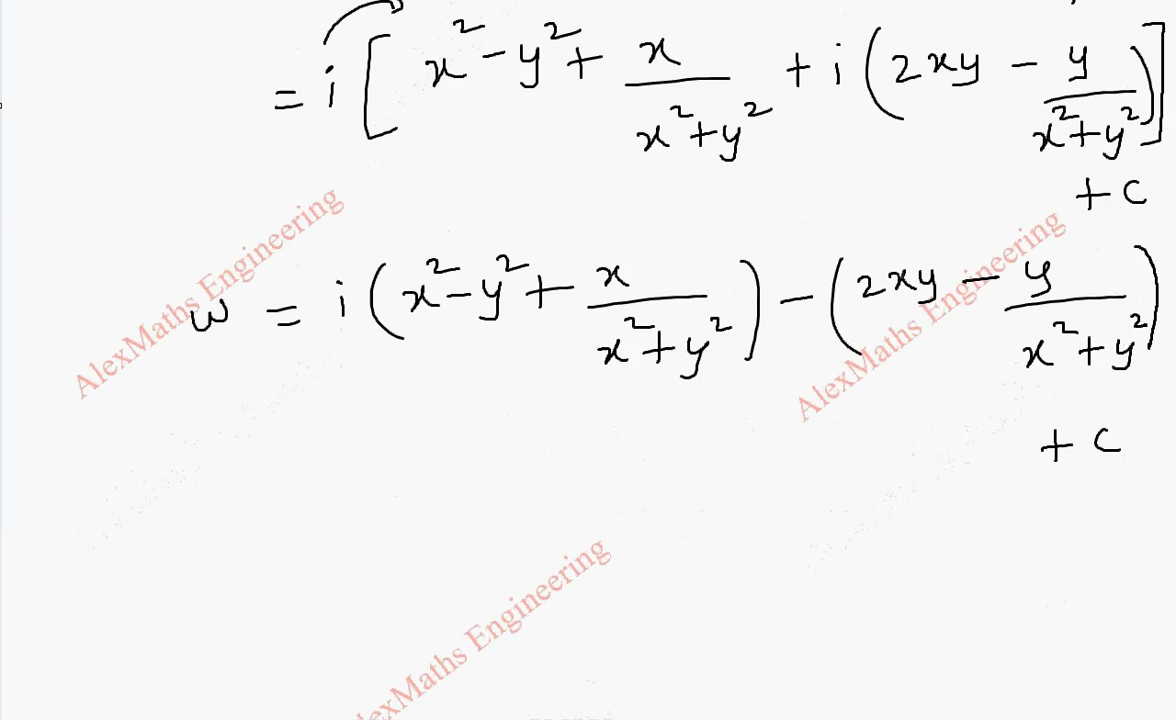 = i [ x² - y² + x/(x² + y²) + i ( 2xy - y/(x² + y²) ) ]
+ c
AlexMaths Engineering
AlexMaths Engineering
w = i ( x² - y² + x/(x² + y²) ) - ( 2xy - y/(x² + y²) )
+ c
AlexMaths Engineering